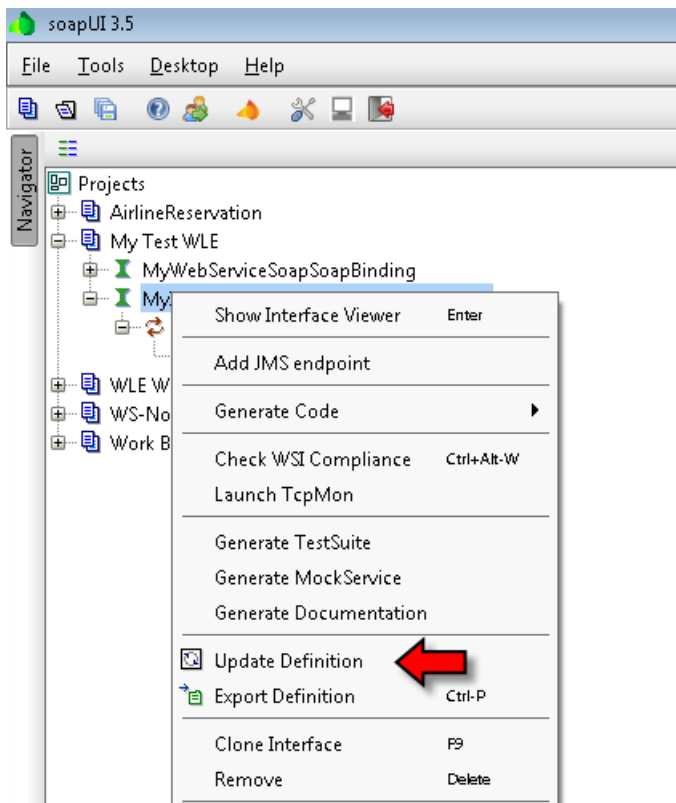 soapUI 3.5
File Tools Desktop Help
Navigator
Projects
AirlineReservation
My Test WLE
MyWebServiceSoapSoapBinding
Show Interface Viewer Enter
Add JMS endpoint
WLE W
Generate Code
WS-No
Work B
Check WSI Compliance Ctrl+Alt-W
Launch TcpMon
Generate TestSuite
Generate MockService
Generate Documentation
Update Definition
Export Definition Ctrl-P
Clone Interface F9
Remove Delete